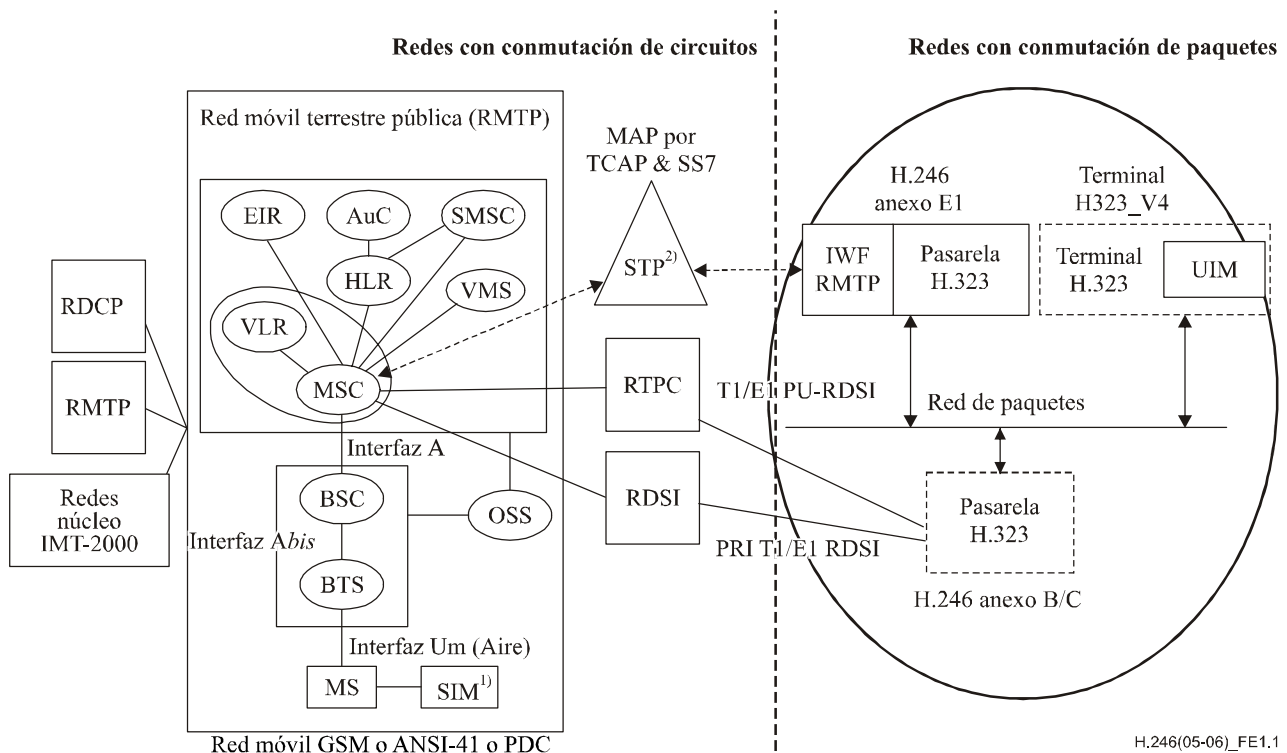 Redes con conmutación de circuitos
Redes con conmutación de paquetes
Red móvil terrestre pública (RMTP)
MAP por
TCAP & SS7
H.246
anexo E1
Terminal
H323_V4
EIR
AuC
SMSC
HLR
VMS
VLR
MSC
STP2)
IWF
RMTP
Pasarela
H.323
Terminal
H.323
UIM
RDCP
RMTP
Redes
núcleo
IMT-2000
RTPC
T1/E1 PU-RDSI
Red de paquetes
Interfaz A
BSC
OSS
RDSI
Interfaz Abis
BTS
PRI T1/E1 RDSI
Pasarela
H.323
H.246 anexo B/C
Interfaz Um (Aire)
MS
SIM1)
Red móvil GSM o ANSI-41 o PDC
H.246(05-06)_FE1.1